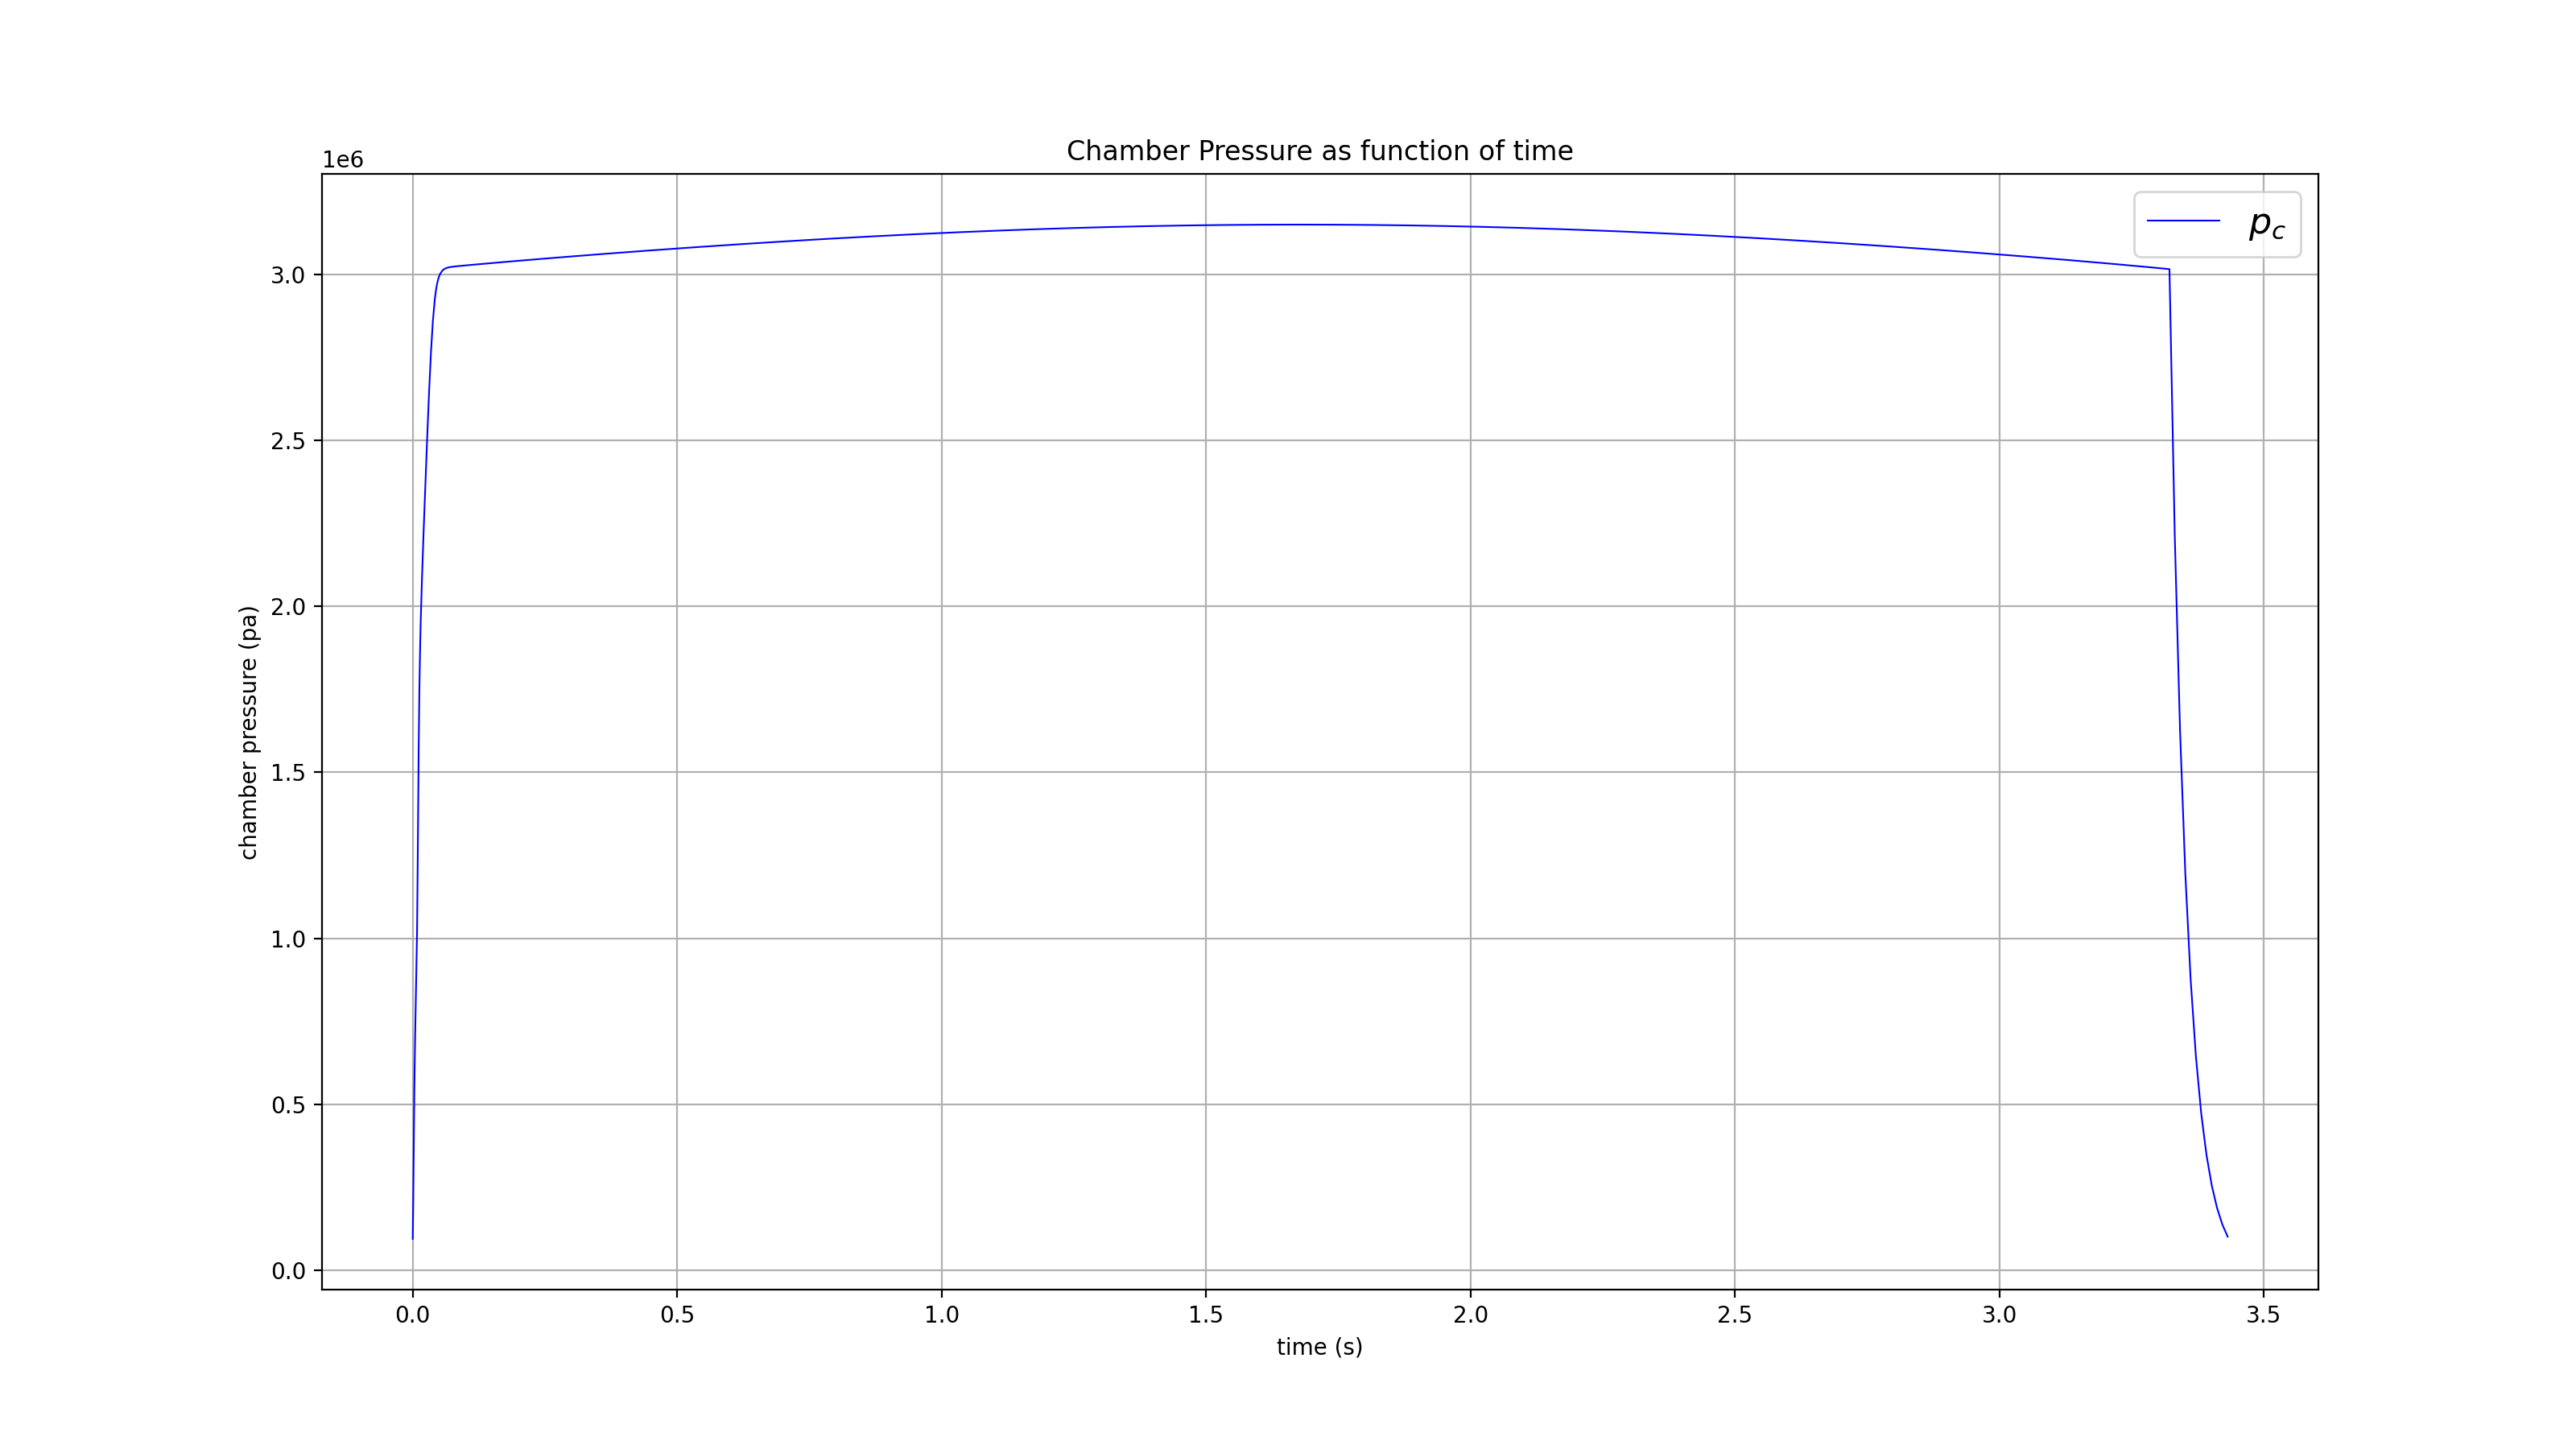 Chamber Pressure as function of time
1e6
p_c
3.0
2.5
2.0
1.5
1.0
0.5
0.0
chamber pressure (pa)
0.0 0.5 1.0 1.5 2.0 2.5 3.0 3.5
time (s)